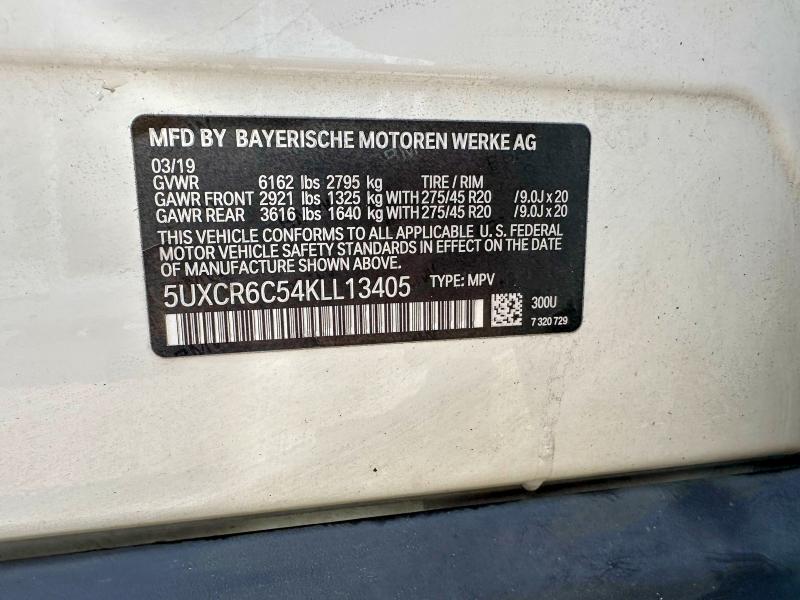 MFD BY BAYERISCHE MOTOREN WERKE AG
03/19
GVWR 6162 lbs 2795 kg TIRE / RIM
GAWR FRONT 2921 lbs 1325 kg WITH 275/45 R20 /9.0J x 20
GAWR REAR 3616 lbs 1640 kg WITH 275/45 R20 /9.0J x 20
THIS VEHICLE CONFORMS TO ALL APPLICABLE U. S. FEDERAL
MOTOR VEHICLE SAFETY STANDARDS IN EFFECT ON THE DATE
OF MANUFACTURE SHOWN ABOVE.
5UXCR6C54KLL13405 TYPE: MPV
300U
7 320 729